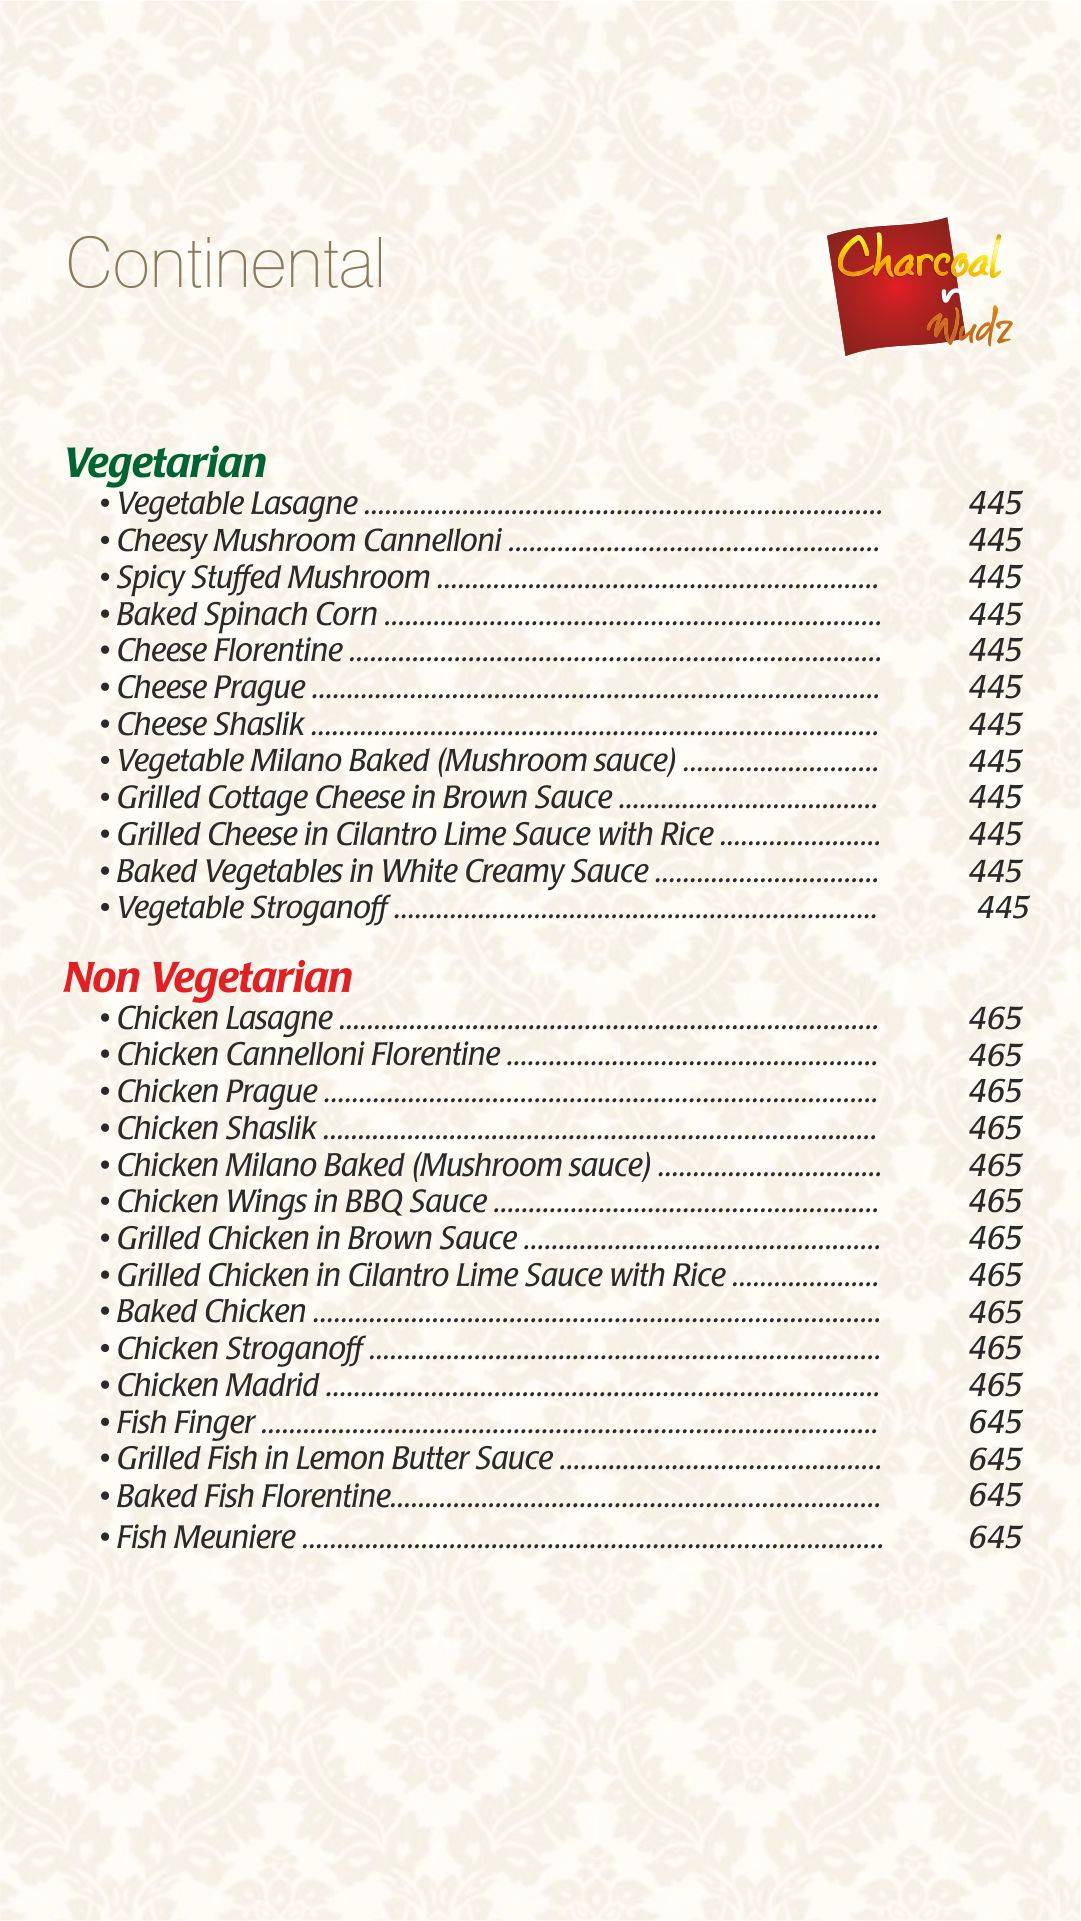 Continental
Charcoal
n
Wudz
Vegetarian
• Vegetable Lasagne ........................................................................... 445
• Cheesy Mushroom Cannelloni ...................................................... 445
• Spicy Stuffed Mushroom ................................................................ 445
• Baked Spinach Corn ........................................................................ 445
• Cheese Florentine ............................................................................. 445
• Cheese Prague .................................................................................. 445
• Cheese Shaslik .................................................................................. 445
• Vegetable Milano Baked (Mushroom sauce) ............................ 445
• Grilled Cottage Cheese in Brown Sauce ..................................... 445
• Grilled Cheese in Cilantro Lime Sauce with Rice ....................... 445
• Baked Vegetables in White Creamy Sauce ................................ 445
• Vegetable Stroganoff ...................................................................... 445
Non Vegetarian
• Chicken Lasagne .............................................................................. 465
• Chicken Cannelloni Florentine ...................................................... 465
• Chicken Prague ................................................................................ 465
• Chicken Shaslik ................................................................................ 465
• Chicken Milano Baked (Mushroom sauce) ................................ 465
• Chicken Wings in BBQ Sauce ........................................................ 465
• Grilled Chicken in Brown Sauce .................................................... 465
• Grilled Chicken in Cilantro Lime Sauce with Rice ..................... 465
• Baked Chicken .................................................................................. 465
• Chicken Stroganoff .......................................................................... 465
• Chicken Madrid ................................................................................ 465
• Fish Finger ......................................................................................... 645
• Grilled Fish in Lemon Butter Sauce .............................................. 645
• Baked Fish Florentine....................................................................... 645
• Fish Meuniere .................................................................................... 645